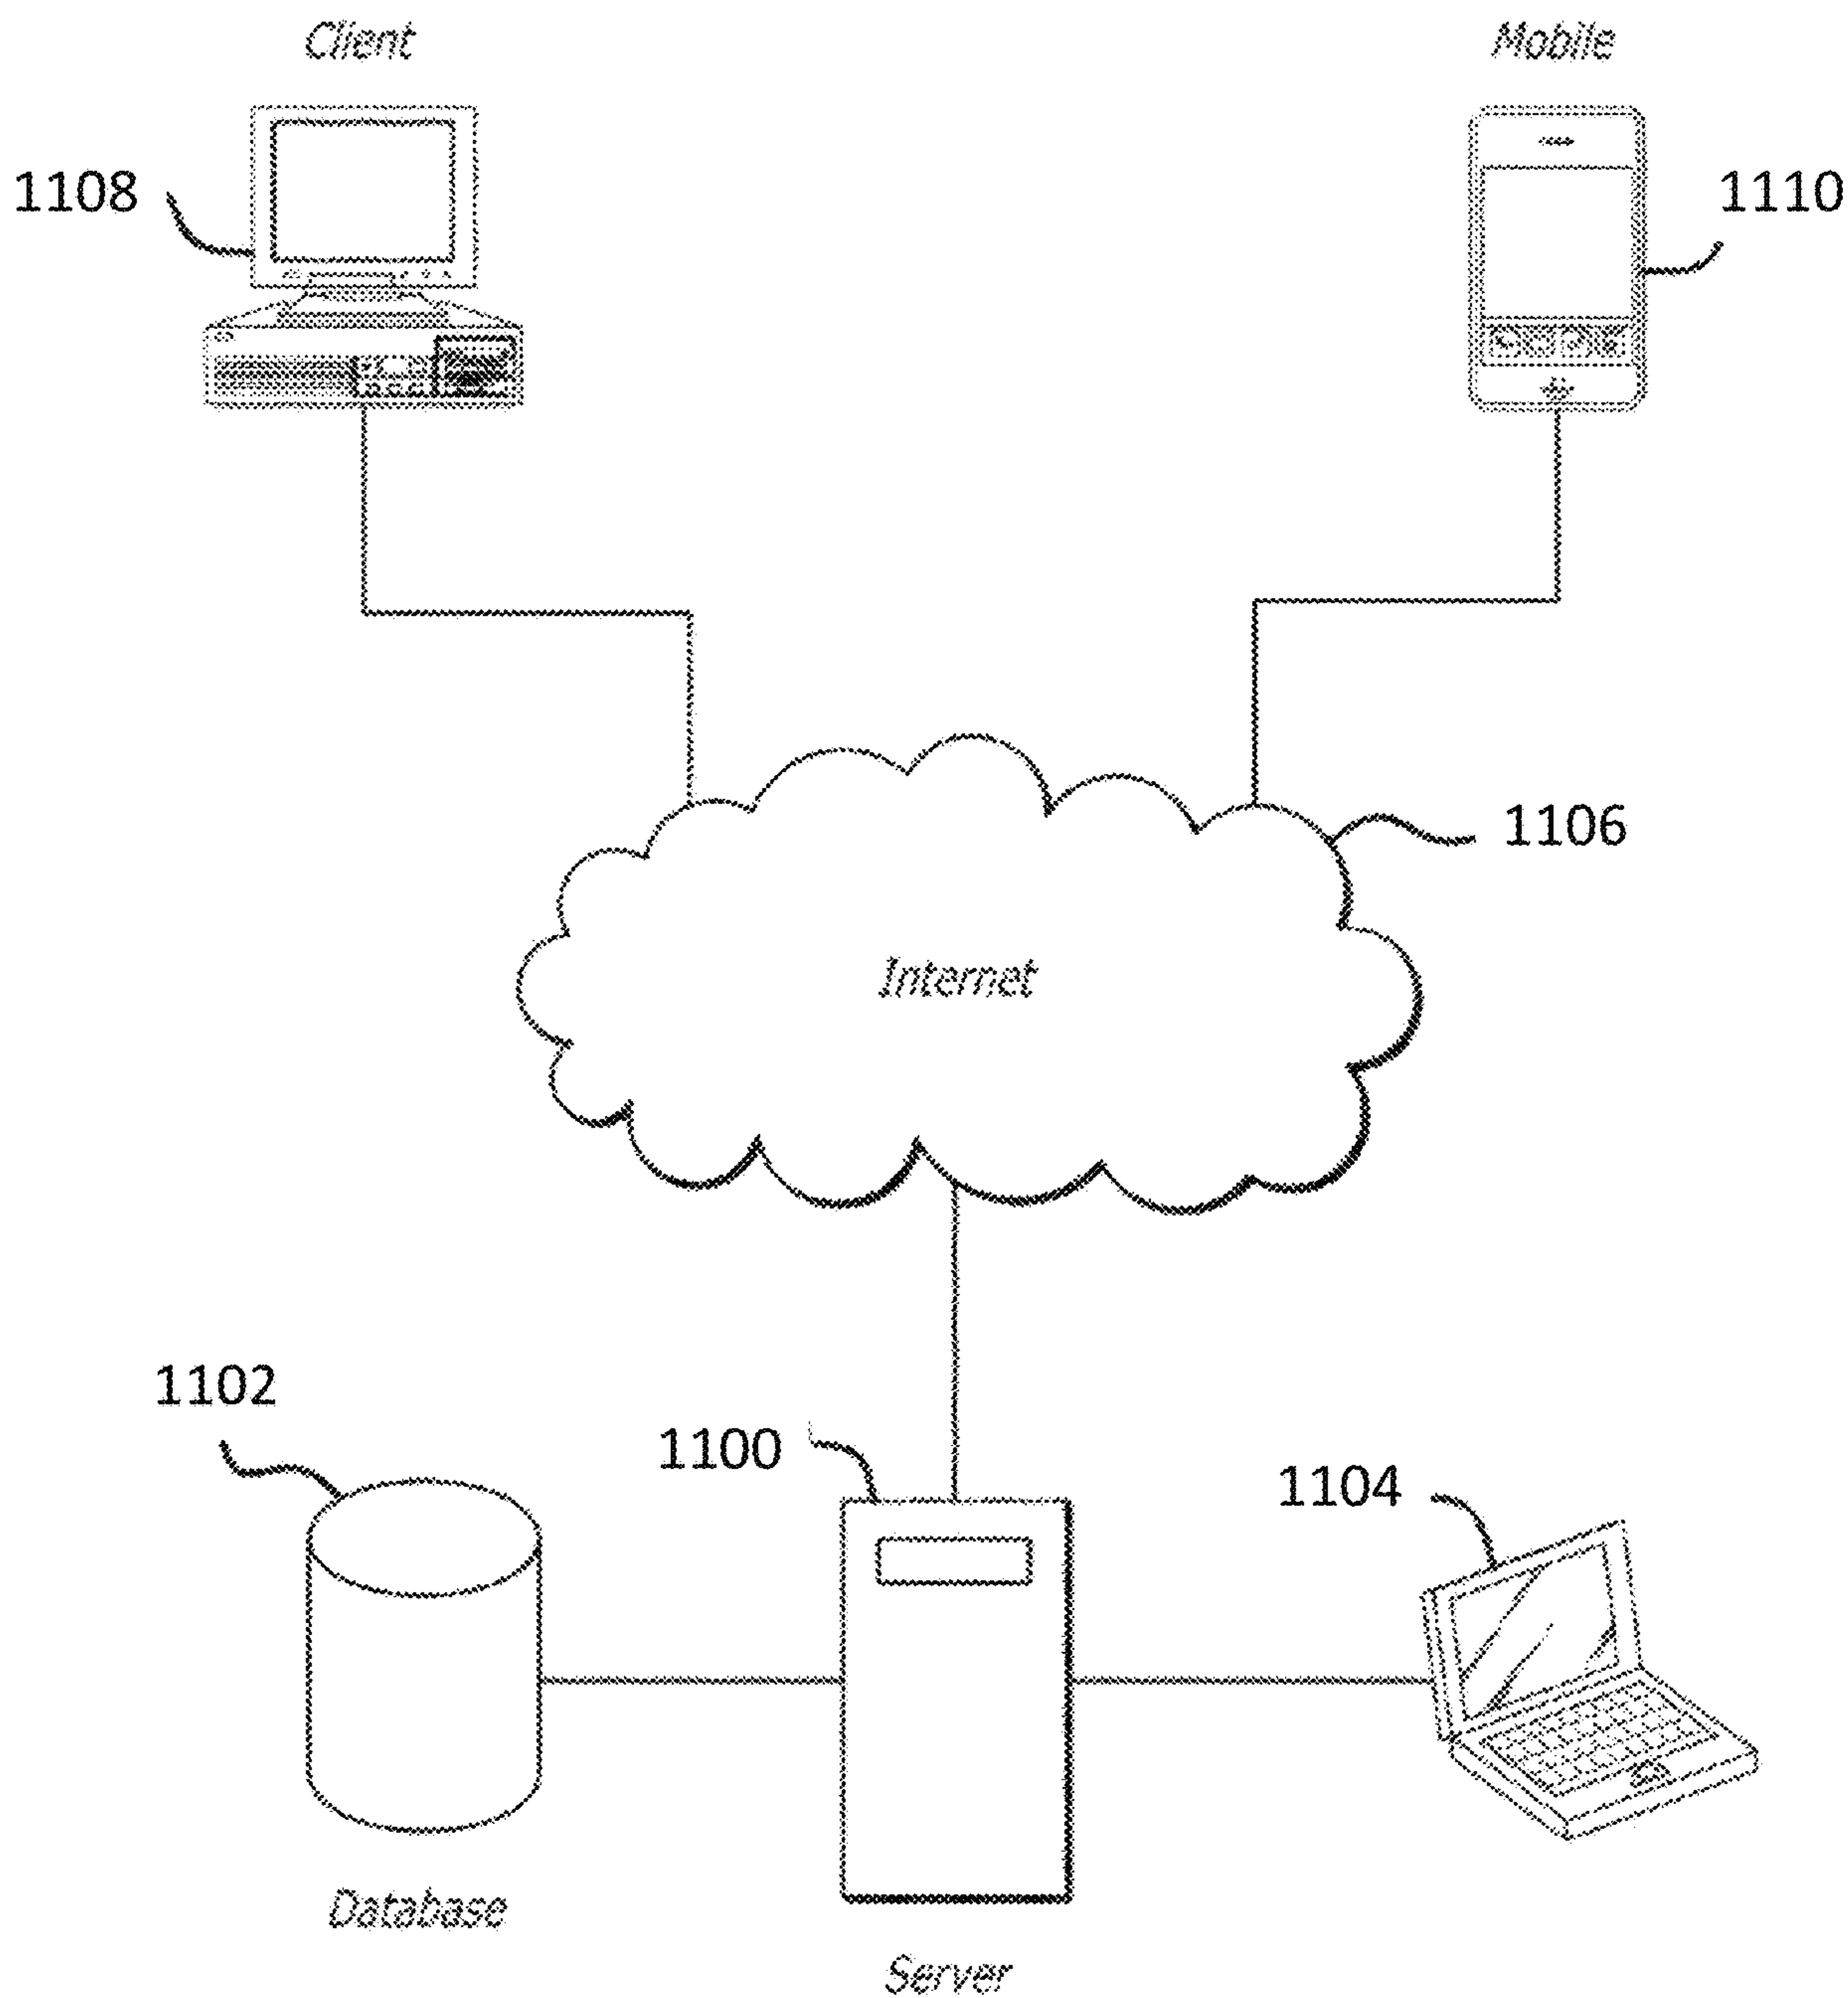 Client
Mobile
1108
1110
1106
Internet
1102
1100
1104
Database
Server